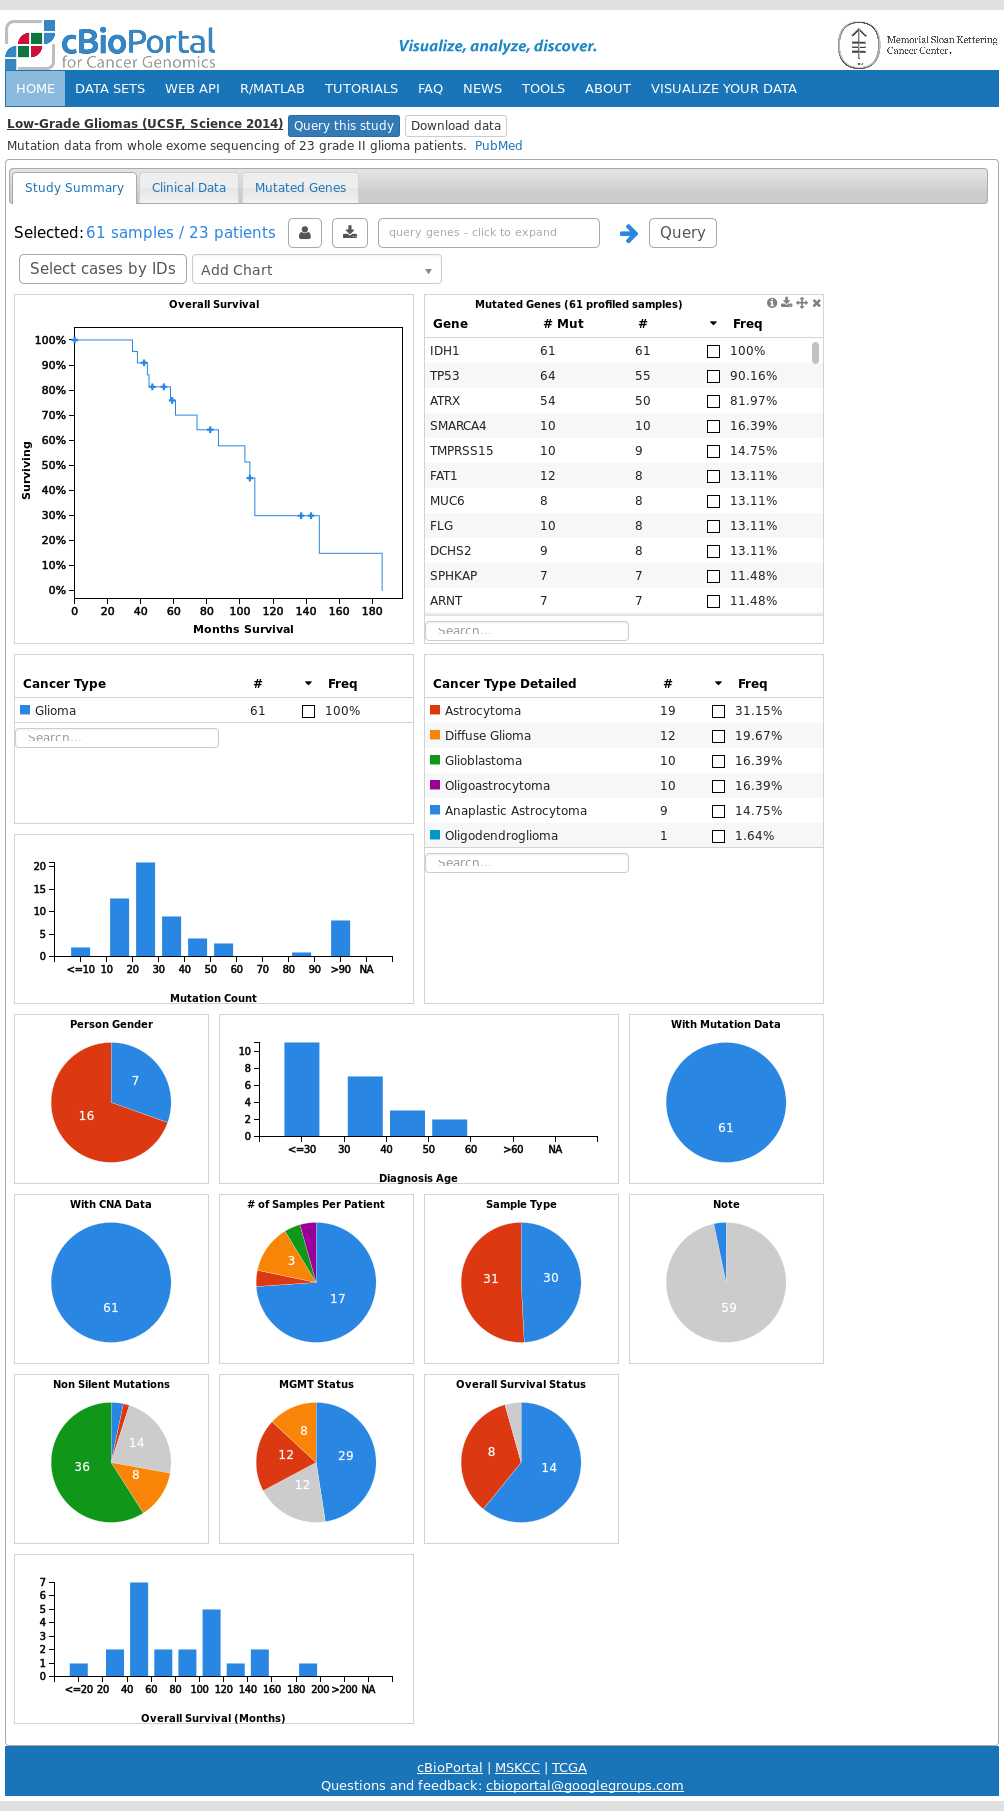 cBioPortal
for Cancer Genomics
Visualize, analyze, discover.
Memorial Sloan Kettering
Cancer Center.
HOME DATA SETS WEB API R/MATLAB TUTORIALS FAQ NEWS TOOLS ABOUT VISUALIZE YOUR DATA
Low-Grade Gliomas (UCSF, Science 2014) Query this study Download data
Mutation data from whole exome sequencing of 23 grade II glioma patients. PubMed
Study Summary Clinical Data Mutated Genes
Selected: 61 samples / 23 patients query genes - click to expand Query
Select cases by IDs Add Chart
Overall Survival
100%
90%
80%
70%
60%
50%
40%
30%
20%
10%
0%
Surviving
0 20 40 60 80 100 120 140 160 180
Months Survival
Mutated Genes (61 profiled samples)
Gene # Mut # Freq
IDH1 61 61 100%
TP53 64 55 90.16%
ATRX 54 50 81.97%
SMARCA4 10 10 16.39%
TMPRSS15 10 9 14.75%
FAT1 12 8 13.11%
MUC6 8 8 13.11%
FLG 10 8 13.11%
DCHS2 9 8 13.11%
SPHKAP 7 7 11.48%
ARNT 7 7 11.48%
Search...
Cancer Type # Freq
Glioma 61 100%
Search...
Cancer Type Detailed # Freq
Astrocytoma 19 31.15%
Diffuse Glioma 12 19.67%
Glioblastoma 10 16.39%
Oligoastrocytoma 10 16.39%
Anaplastic Astrocytoma 9 14.75%
Oligodendroglioma 1 1.64%
Search...
20
15
10
5
0
<=10 10 20 30 40 50 60 70 80 90 >90 NA
Mutation Count
Person Gender
7
16
10
8
6
4
2
0
<=30 30 40 50 60 >60 NA
Diagnosis Age
With Mutation Data
61
With CNA Data
61
# of Samples Per Patient
3
17
Sample Type
31 30
Note
59
Non Silent Mutations
14
36
8
MGMT Status
8
12 29
12
Overall Survival Status
8
14
7
6
5
4
3
2
1
0
<=20 20 40 60 80 100 120 140 160 180 200 >200 NA
Overall Survival (Months)
cBioPortal | MSKCC | TCGA
Questions and feedback: cbioportal@googlegroups.com